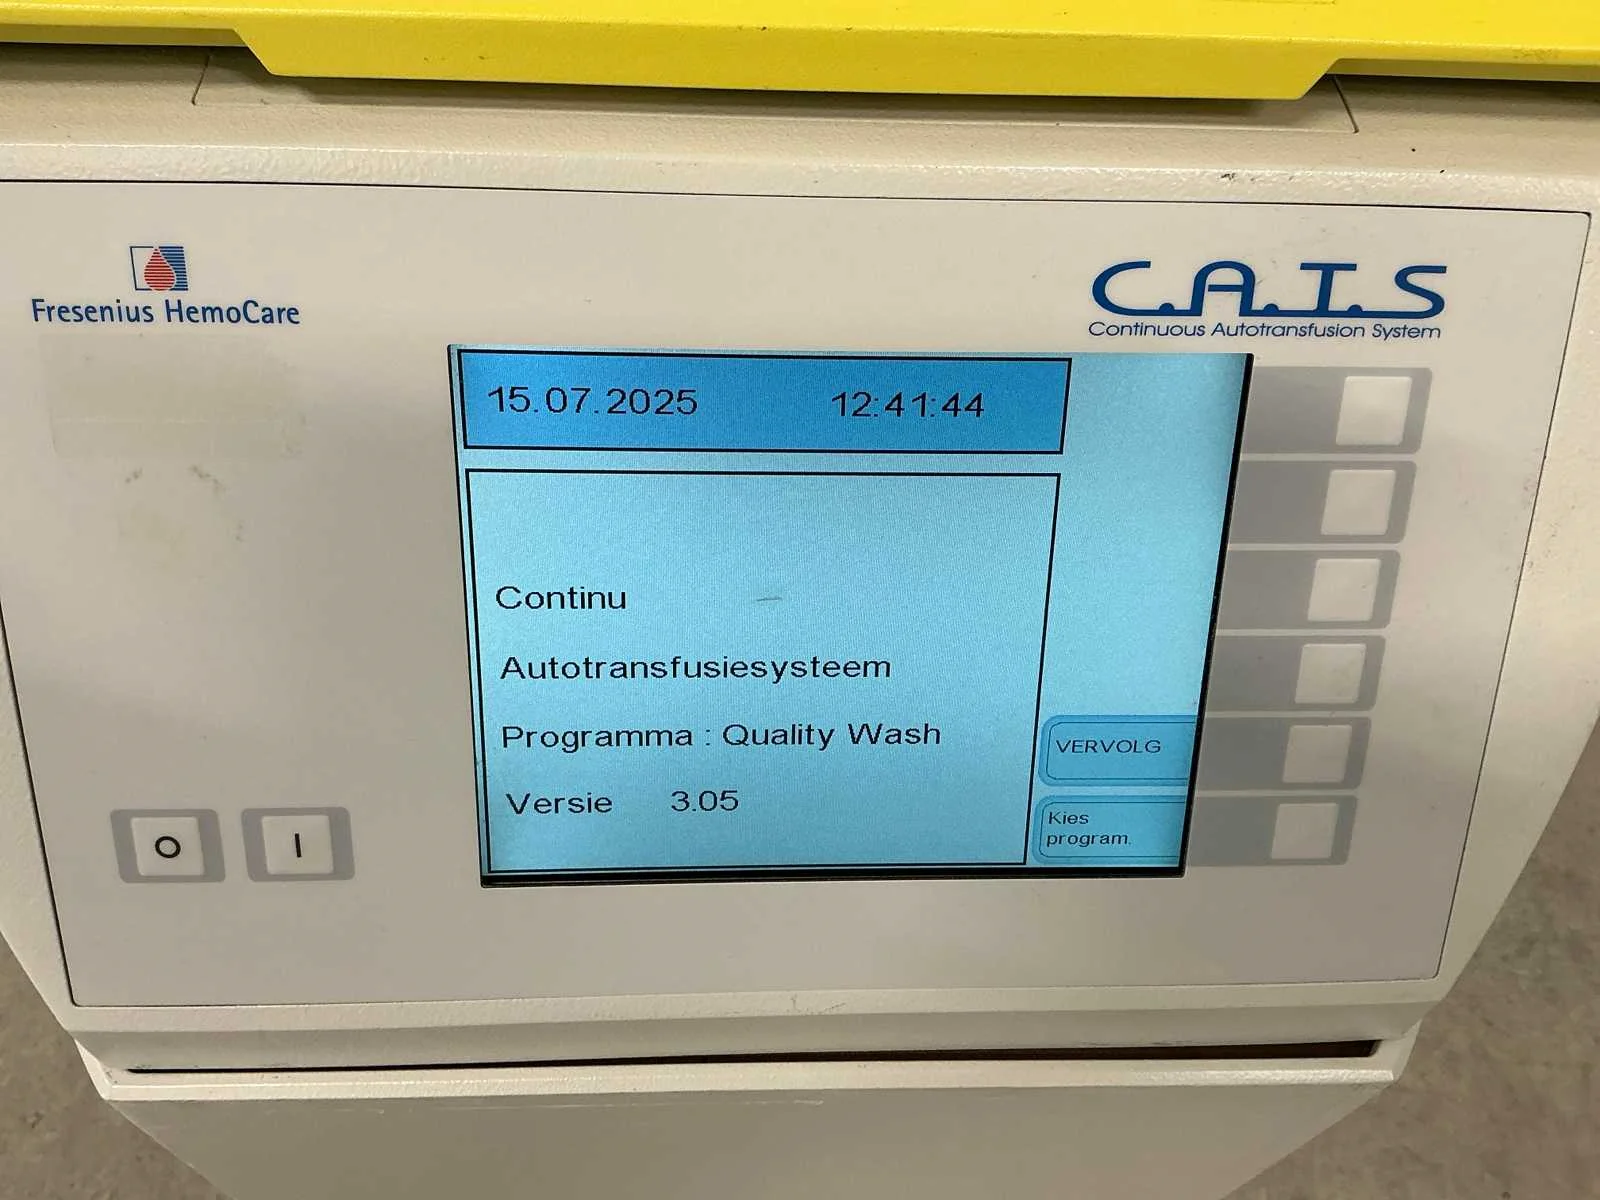 Fresenius HemoCare
C.A.T.S
Continuous Autotransfusion System
15.07.2025 12:41:44
Continu
Autotransfusiesysteem
Programma : Quality Wash
Versie 3.05
VERVOLG
Kies
program.
O I